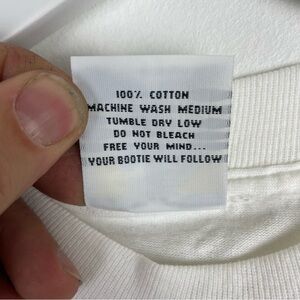 100% COTTON
MACHINE WASH MEDIUM
TUMBLE DRY LOW
DO NOT BLEACH
FREE YOUR MIND...
YOUR BOOTIE WILL FOLLOW